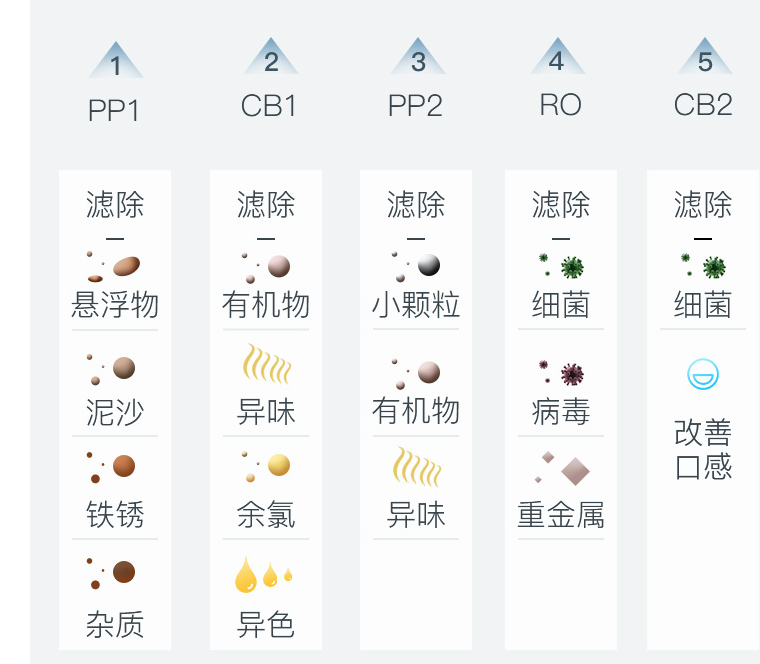 1
PP1
滤除
悬浮物
泥沙
铁锈
杂质
2
CB1
滤除
有机物
异味
余氯
异色
3
PP2
滤除
小颗粒
有机物
异味
4
RO
滤除
细菌
病毒
重金属
5
CB2
滤除
细菌
改善
口感